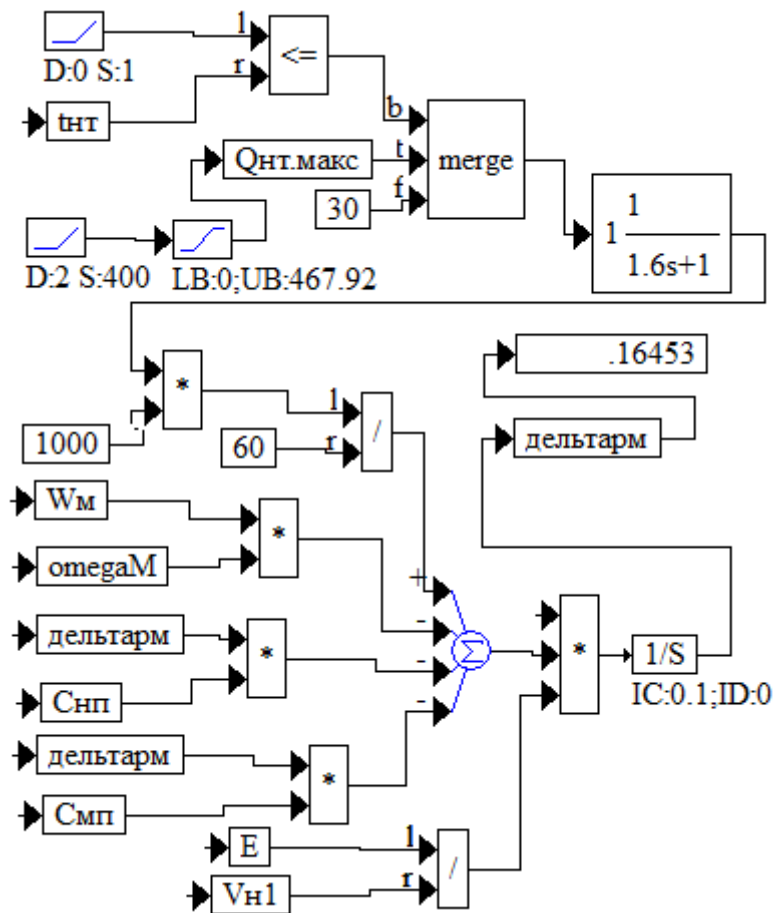 l
<=
r
D:0 S:1
tнт
b
Qнт.макс
t
merge
30
f
1
1
1.6s+1
D:2 S:400
LB:0;UB:467.92
.16453
*
l
/
1000
60
r
дельтарм
Wм
*
omegaM
+
-
дельтарм
*
-
Σ
*
1/S
Снп
-
IC:0.1;ID:0
дельтарм
*
Смп
E
l
/
Vн1
r